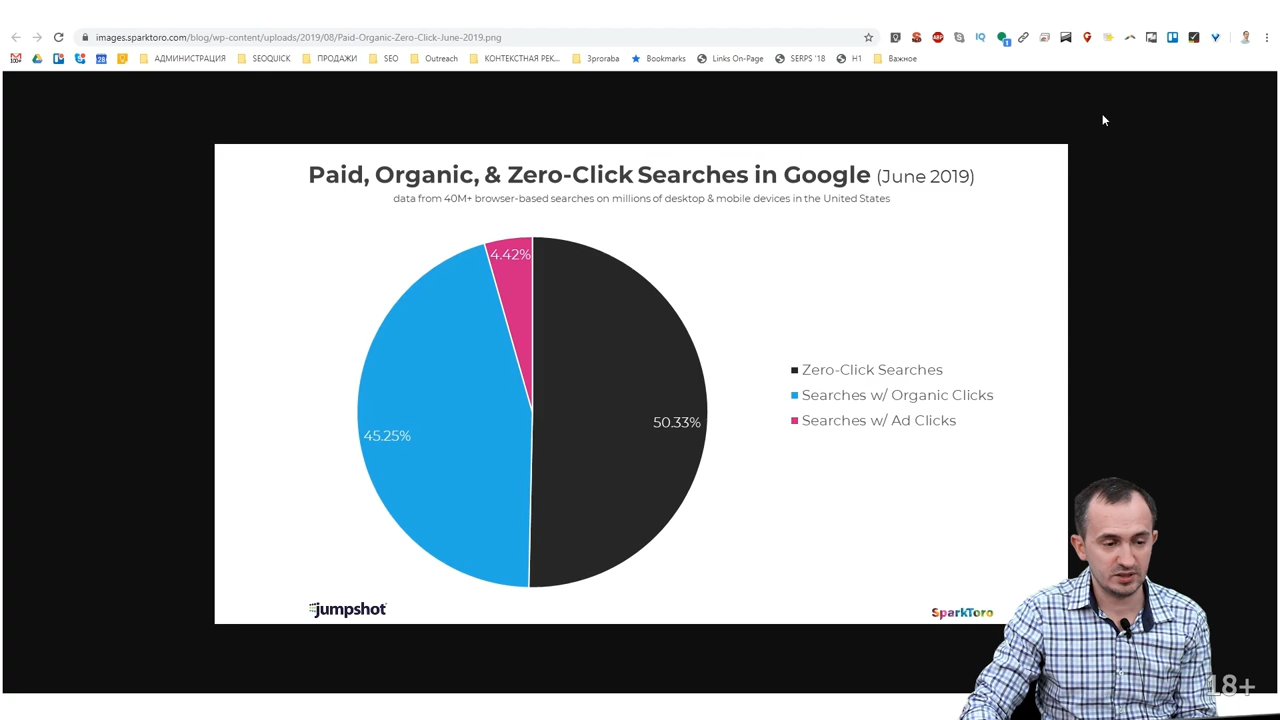 images.sparktoro.com/blog/wp-content/uploads/2019/08/Paid-Organic-Zero-Click-June-2019.png
АДМИНИСТРАЦИЯ SEOQUICK ПРОДАЖИ SEO Outreach КОНТЕКСТНАЯ РЕК... 3proraba Bookmarks Links On-Page SERPS '18 H1 Важное
Paid, Organic, & Zero-Click Searches in Google (June 2019)
data from 40M+ browser-based searches on millions of desktop & mobile devices in the United States
4.42%
Zero-Click Searches
Searches w/ Organic Clicks
Searches w/ Ad Clicks
50.33%
45.25%
jumpshot
SparkToro
18+